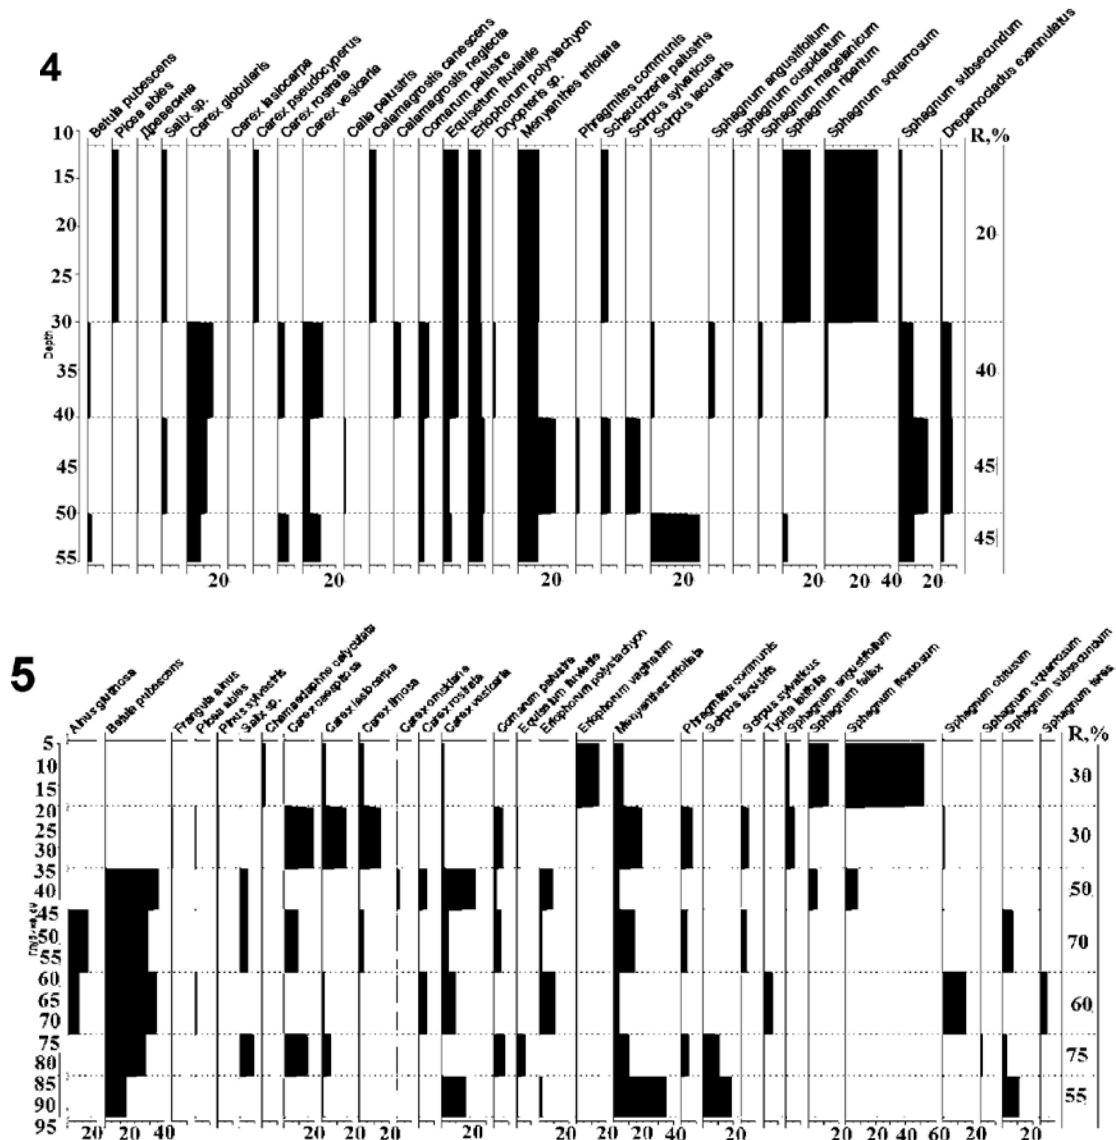 4
Betula pubescens
Picea abies
Древесина
Salix sp.
Carex globularis
Carex lasiocarpa
Carex pseudocyperus
Carex rostrata
Carex vesicaria
Calla palustris
Calamagrostis canescens
Calamagrostis neglecta
Comarum palustre
Equisetum fluviatile
Eriophorum polystachyon
Dryopteris sp.
Menyanthes trifoliata
Phragmites communis
Scheuchzeria palustris
Scirpus sylvaticus
Scirpus lacustris
Sphagnum angustifolium
Sphagnum cuspidatum
Sphagnum magellanicum
Sphagnum riparium
Sphagnum squarrosum
Sphagnum subsecundum
Drepanocladus exannulatus
R,%
10
15
20
25
30
35
40
45
50
55
Depth
20
40
45
45
20 20 20 20 20 20 40 20
5
Alnus glutinosa
Betula pubescens
Frangula alnus
Picea abies
Pinus sylvestris
Salix sp.
Chamaedaphne calyculata
Carex caespitosa
Carex lasiocarpa
Carex limosa
Carex omskiana
Carex rostrata
Carex vesicaria
Comarum palustre
Equisetum fluviatile
Eriophorum polystachyon
Eriophorum vaginatum
Menyanthes trifoliata
Phragmites communis
Scirpus lacustris
Scirpus sylvaticus
Typha latifolia
Sphagnum angustifolium
Sphagnum fallax
Sphagnum flexuosum
Sphagnum obtusum
Sphagnum squarrosum
Sphagnum subsecundum
Sphagnum teres
R,%
5
10
15
20
25
30
35
40
45
50
55
60
65
70
75
80
85
90
95
30
30
50
70
60
75
55
20 20 40 20 20 20 20 20 20 20 40 20 20 20 40 60 20 20